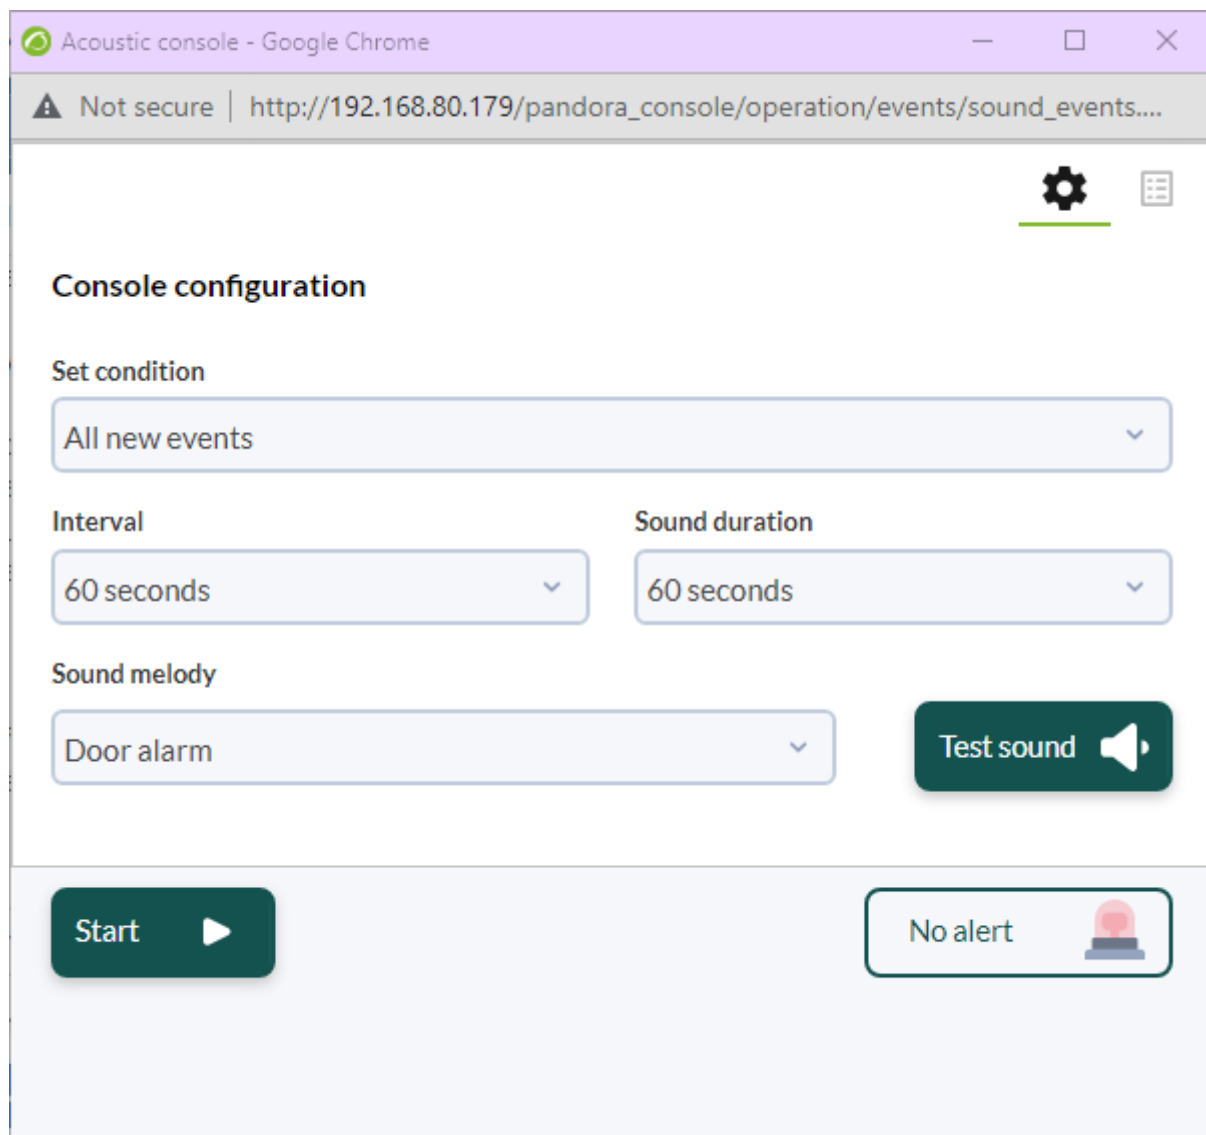 Acoustic console - Google Chrome
Not secure | http://192.168.80.179/pandora_console/operation/events/sound_events....
Console configuration
Set condition
All new events
Interval Sound duration
60 seconds 60 seconds
Sound melody
Door alarm Test sound
Start No alert